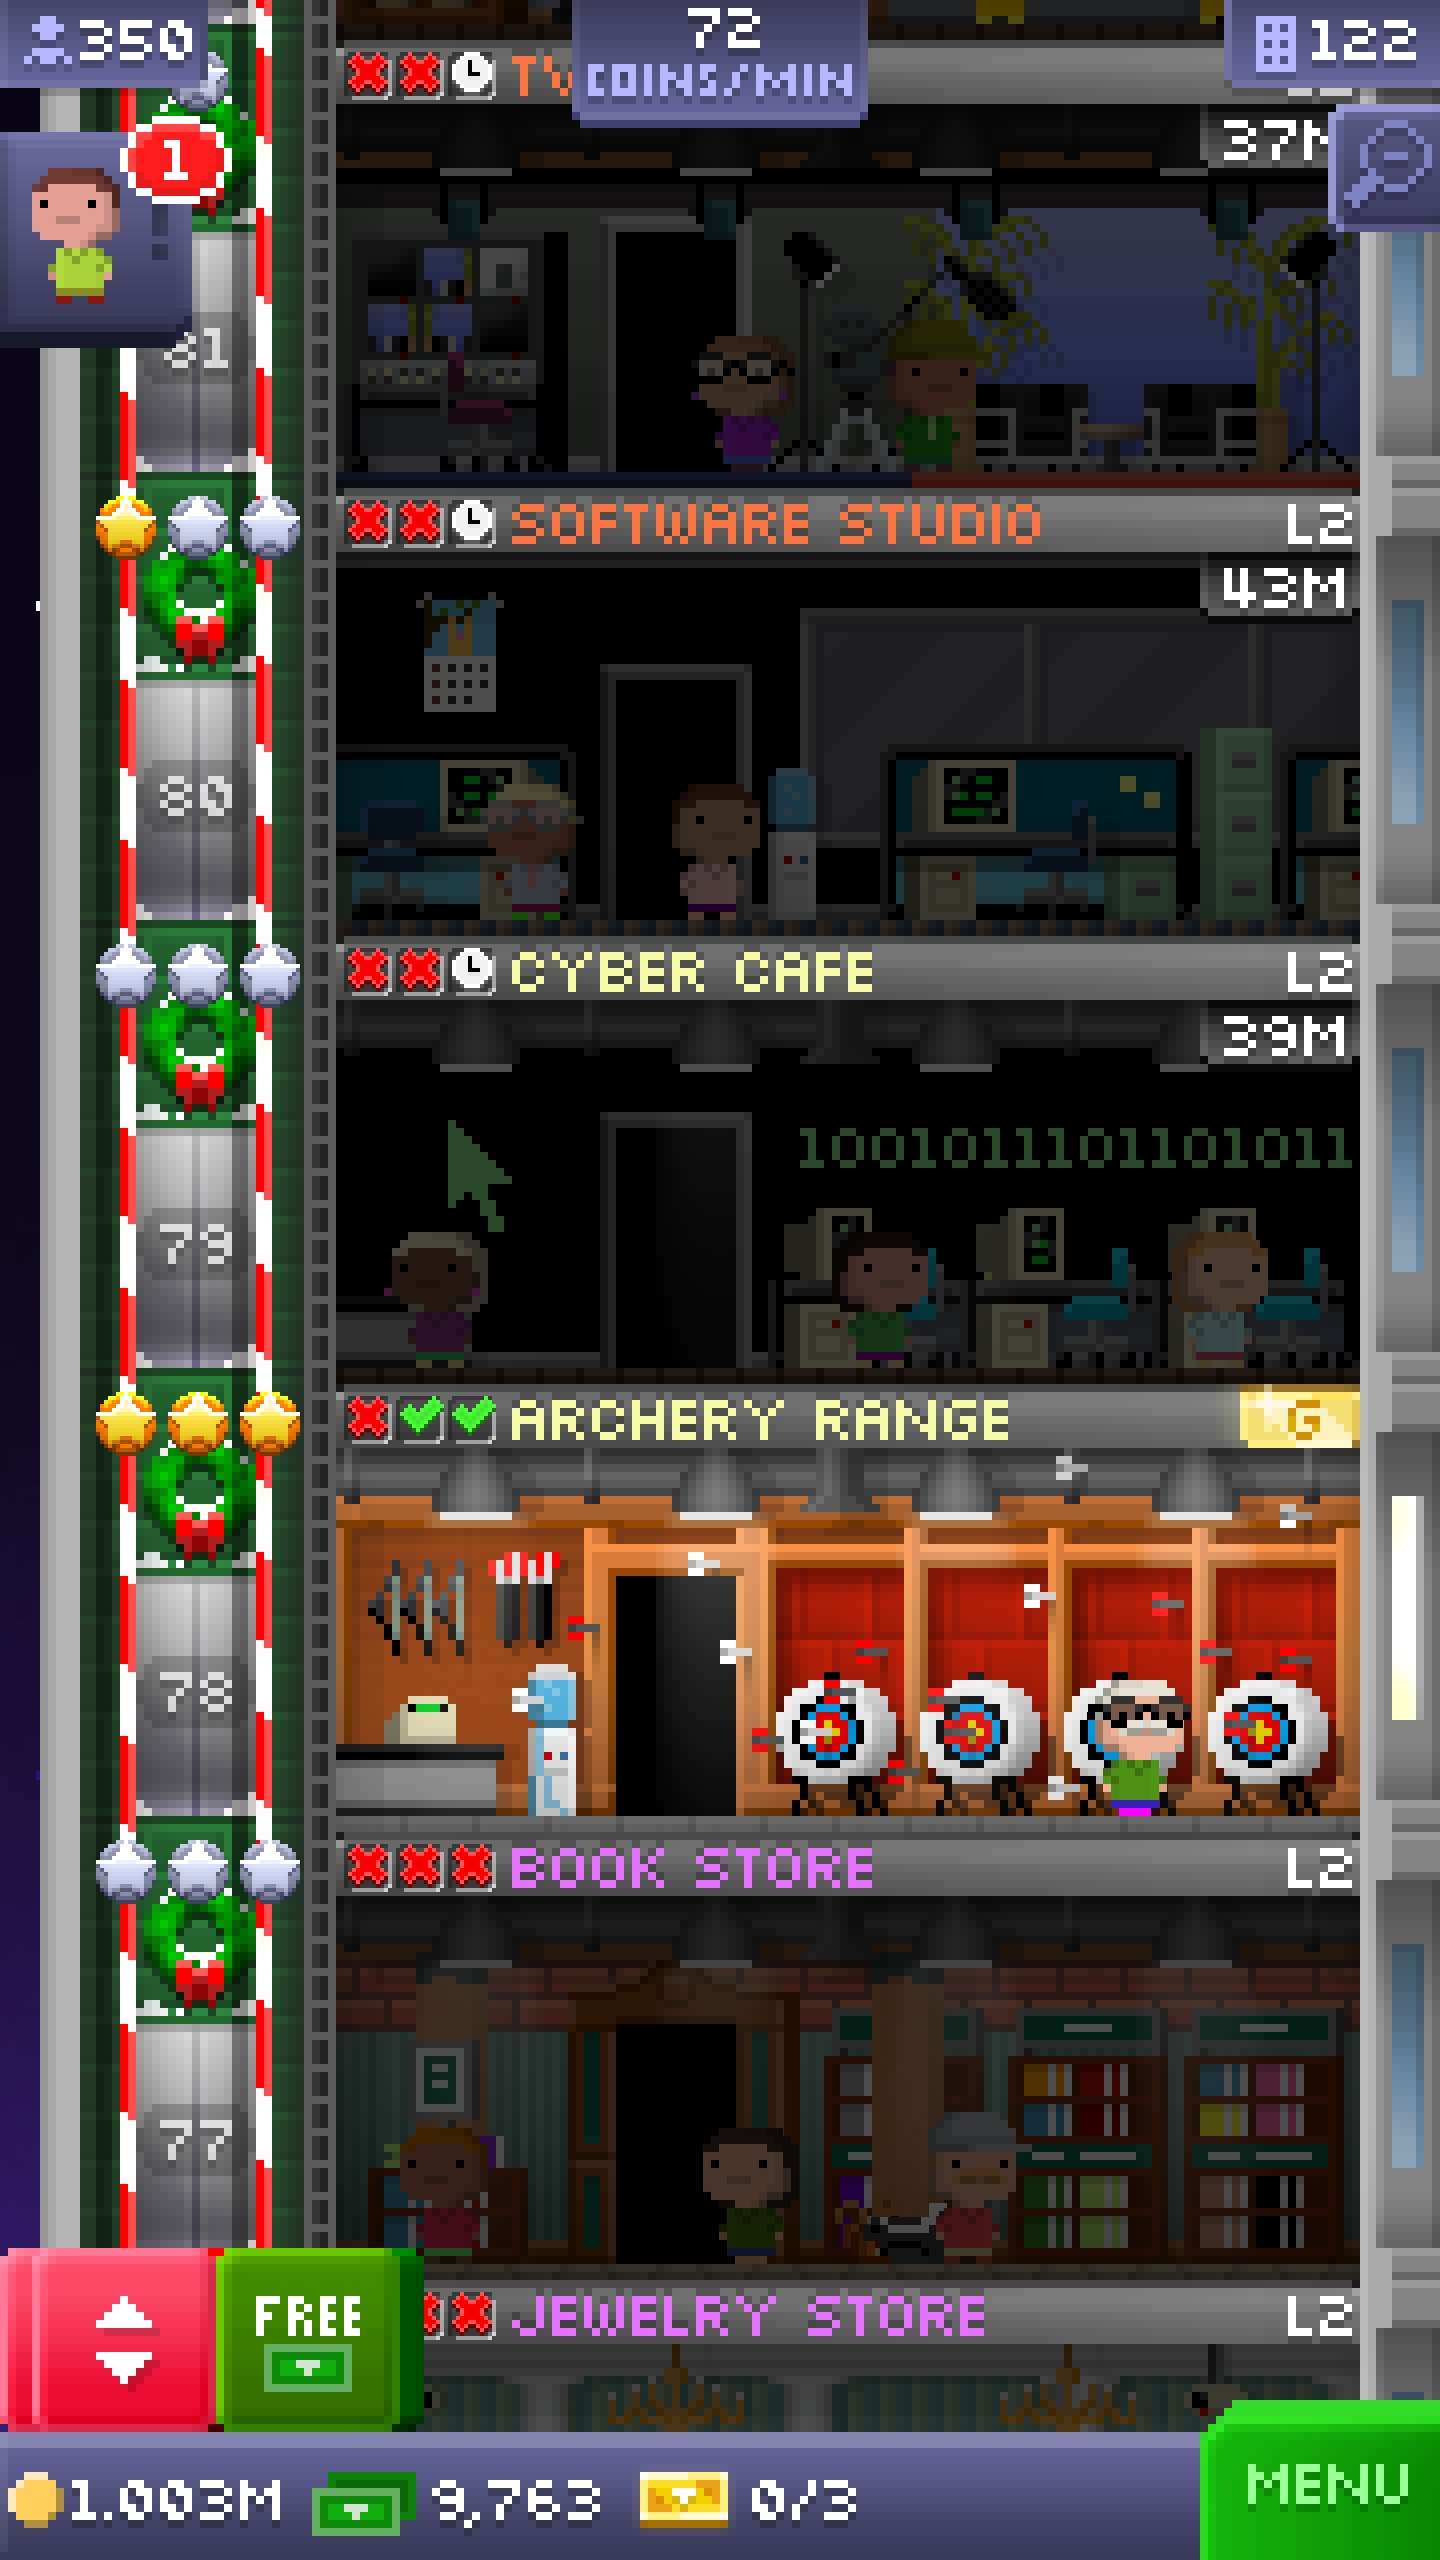 350
72
COINS/MIN
122
TV
37M
1
81
SOFTWARE STUDIO L2
43M
80
CYBER CAFE L2
39M
1001011101101011
79
ARCHERY RANGE G
78
BOOK STORE L2
77
FREE
JEWELRY STORE L2
1.003M 9,763 0/3
MENU